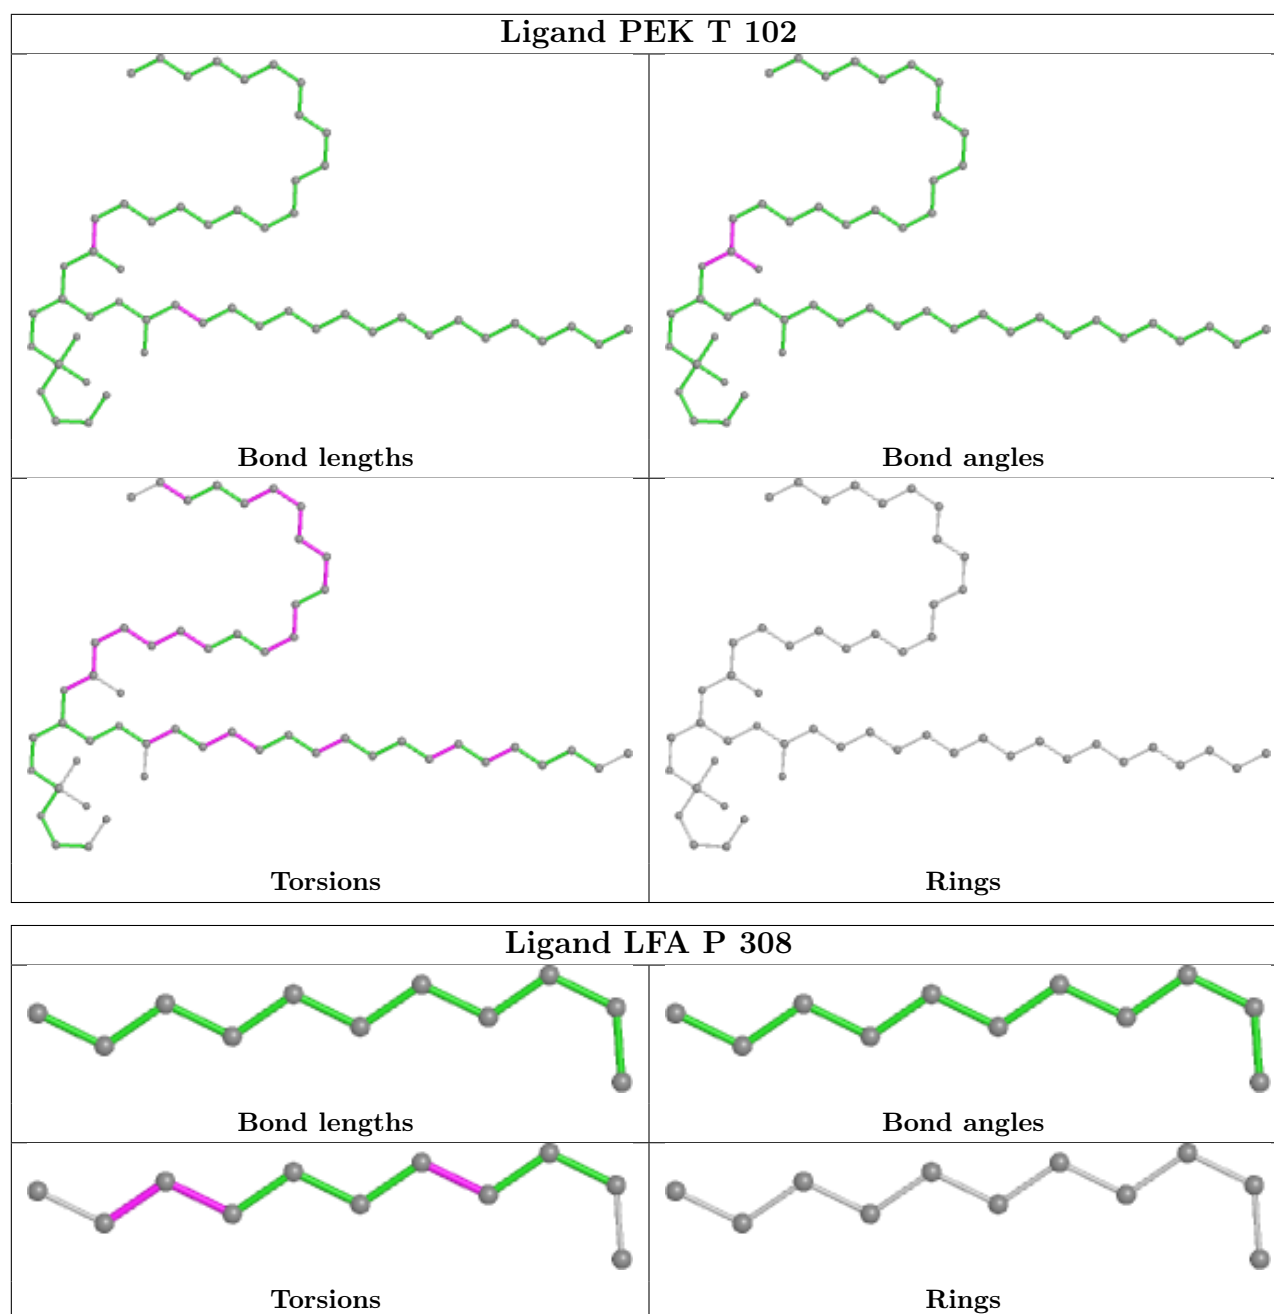 Ligand PEK T 102
Bond lengths
Bond angles
Torsions
Rings
Ligand LFA P 308
Bond lengths
Bond angles
Torsions
Rings